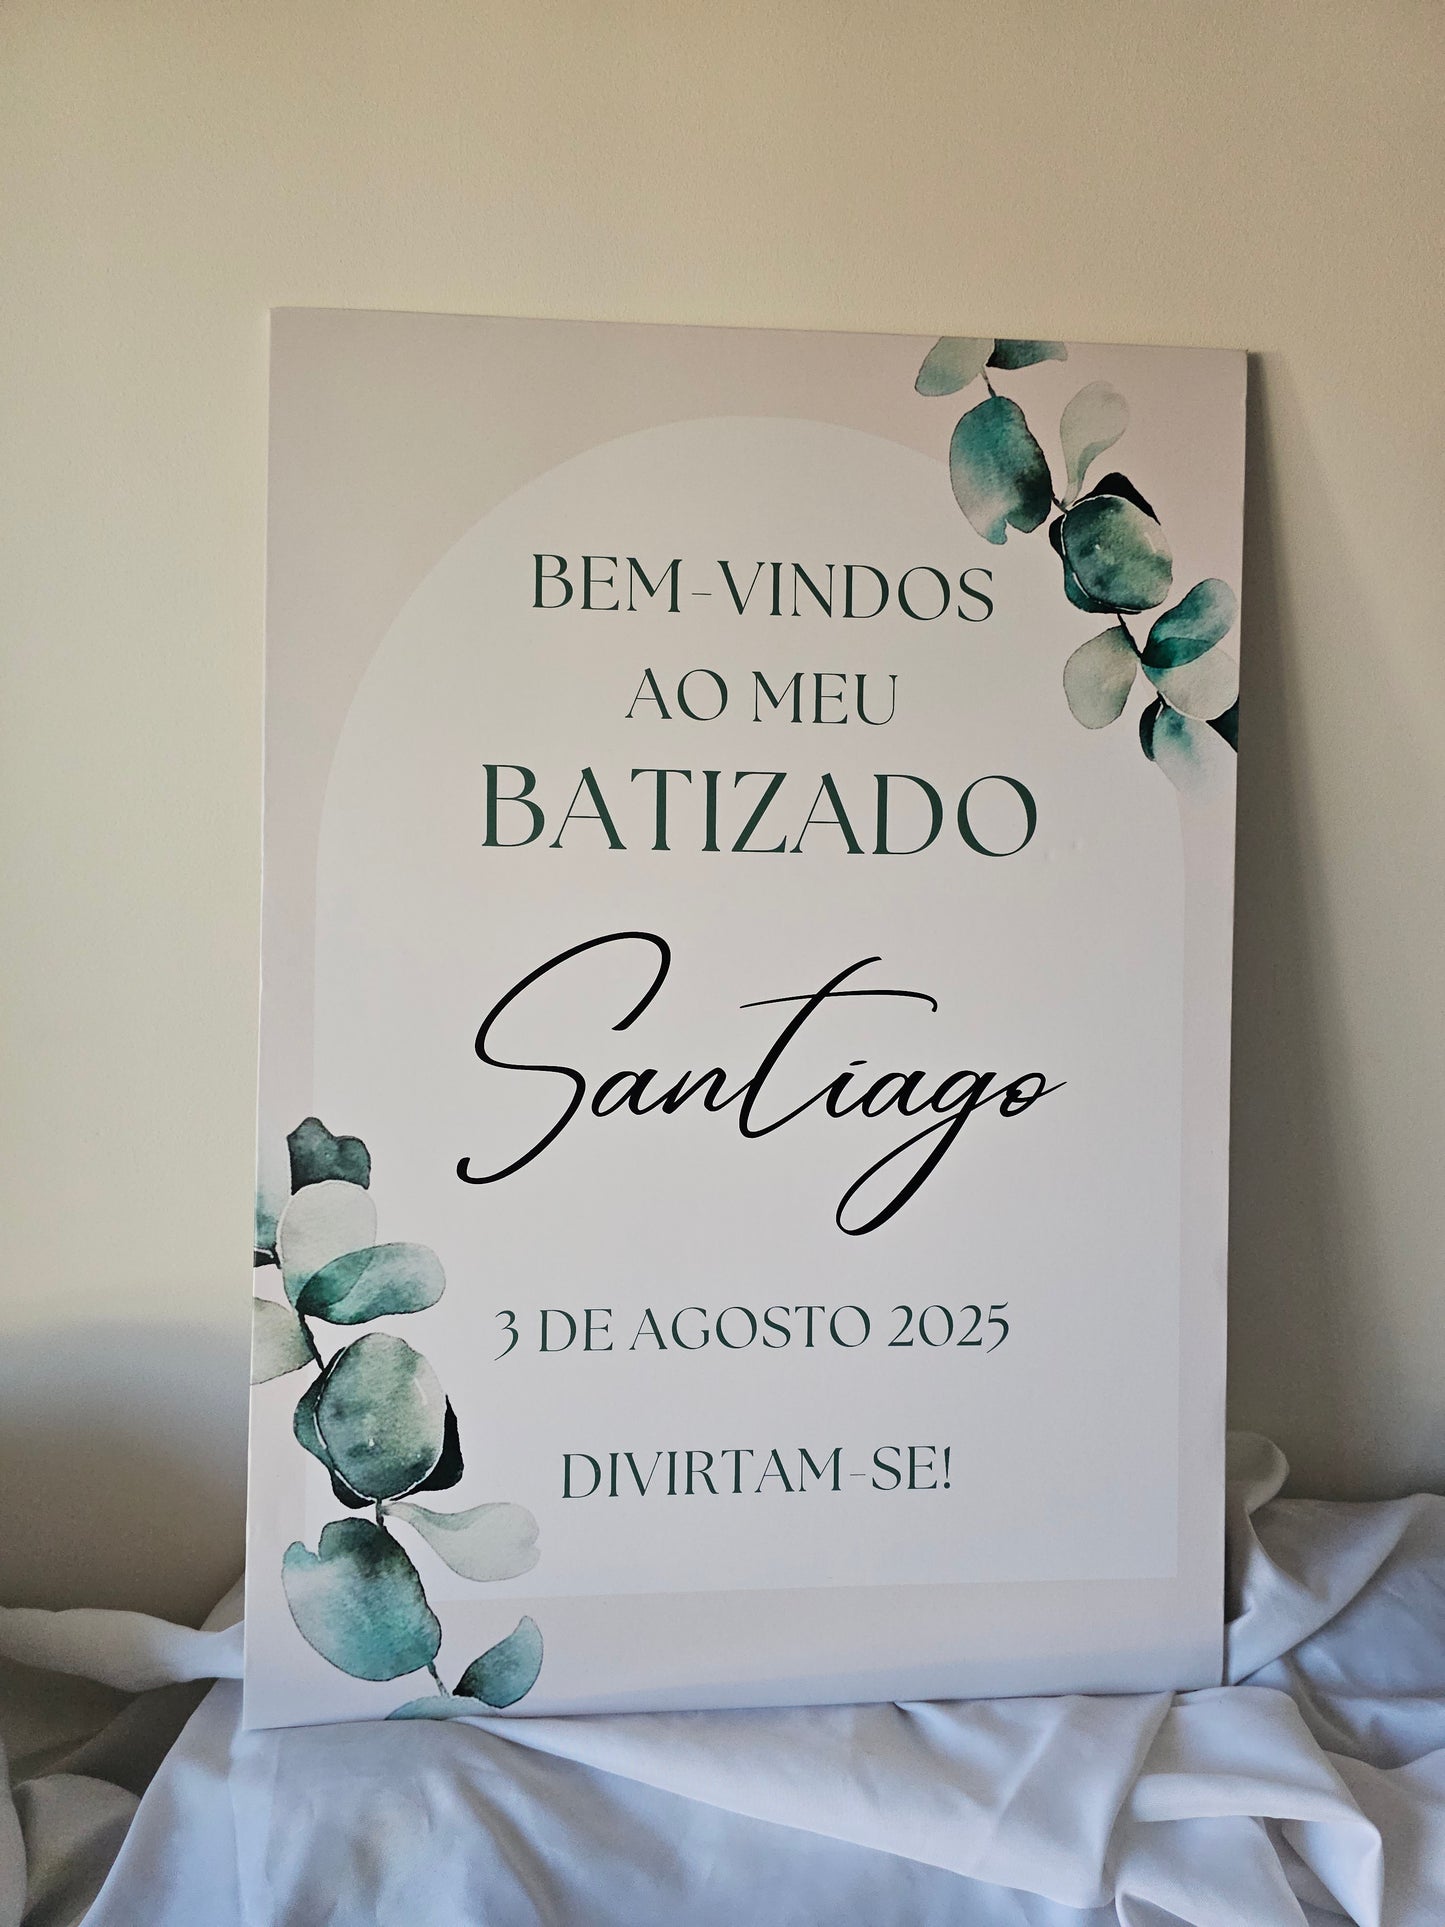 BEM-VINDOS
AO MEU
BATIZADO
Santiago
3 DE AGOSTO 2025
DIVIRTAM-SE!